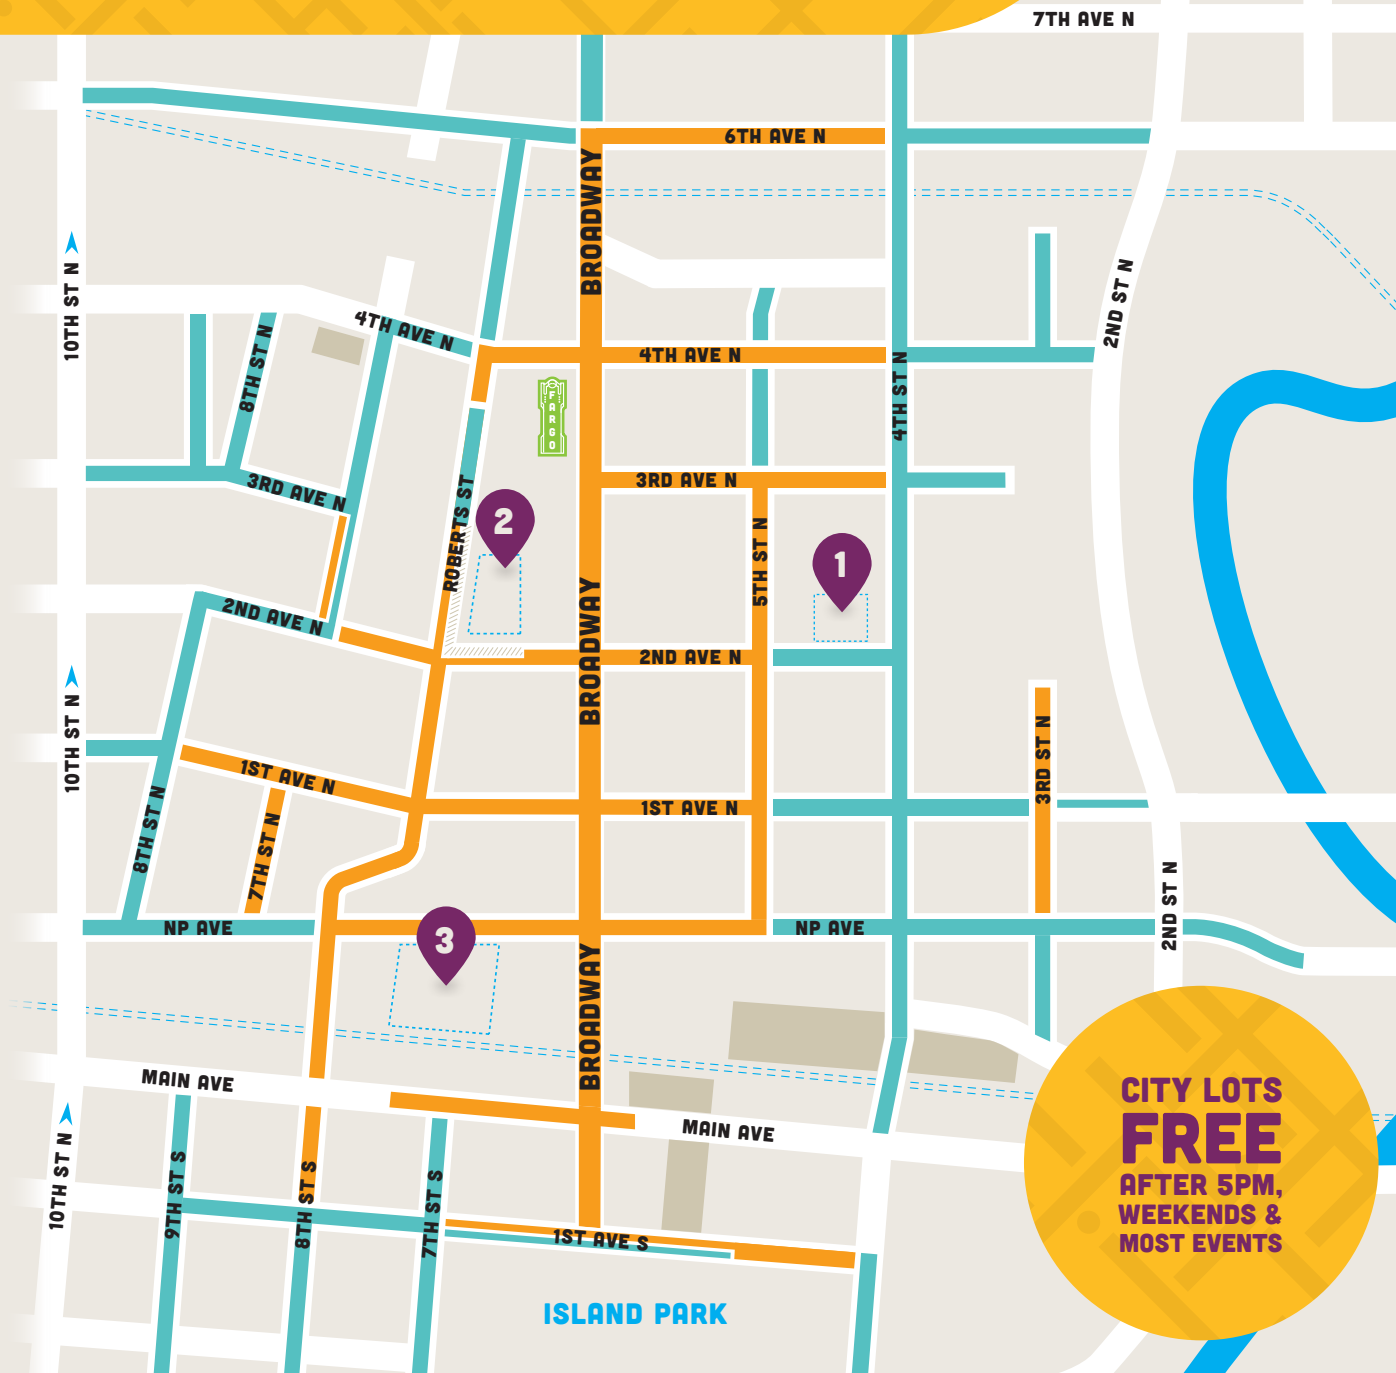 7TH AVE N
6TH AVE N
BROADWAY
10TH ST N
2ND ST N
4TH AVE N
4TH AVE N
8TH ST N
4TH ST N
FARGO
3RD AVE N
3RD AVE N
ROBERTS ST
2
5TH ST N
1
2ND AVE N
BROADWAY
2ND AVE N
10TH ST N
3RD ST N
1ST AVE N
1ST AVE N
8TH ST N
7TH ST N
2ND ST N
NP AVE
NP AVE
3
BROADWAY
MAIN AVE
MAIN AVE
10TH ST N
9TH ST S
8TH ST S
7TH ST S
1ST AVE S
ISLAND PARK
CITY LOTS
FREE
AFTER 5PM,
WEEKENDS &
MOST EVENTS